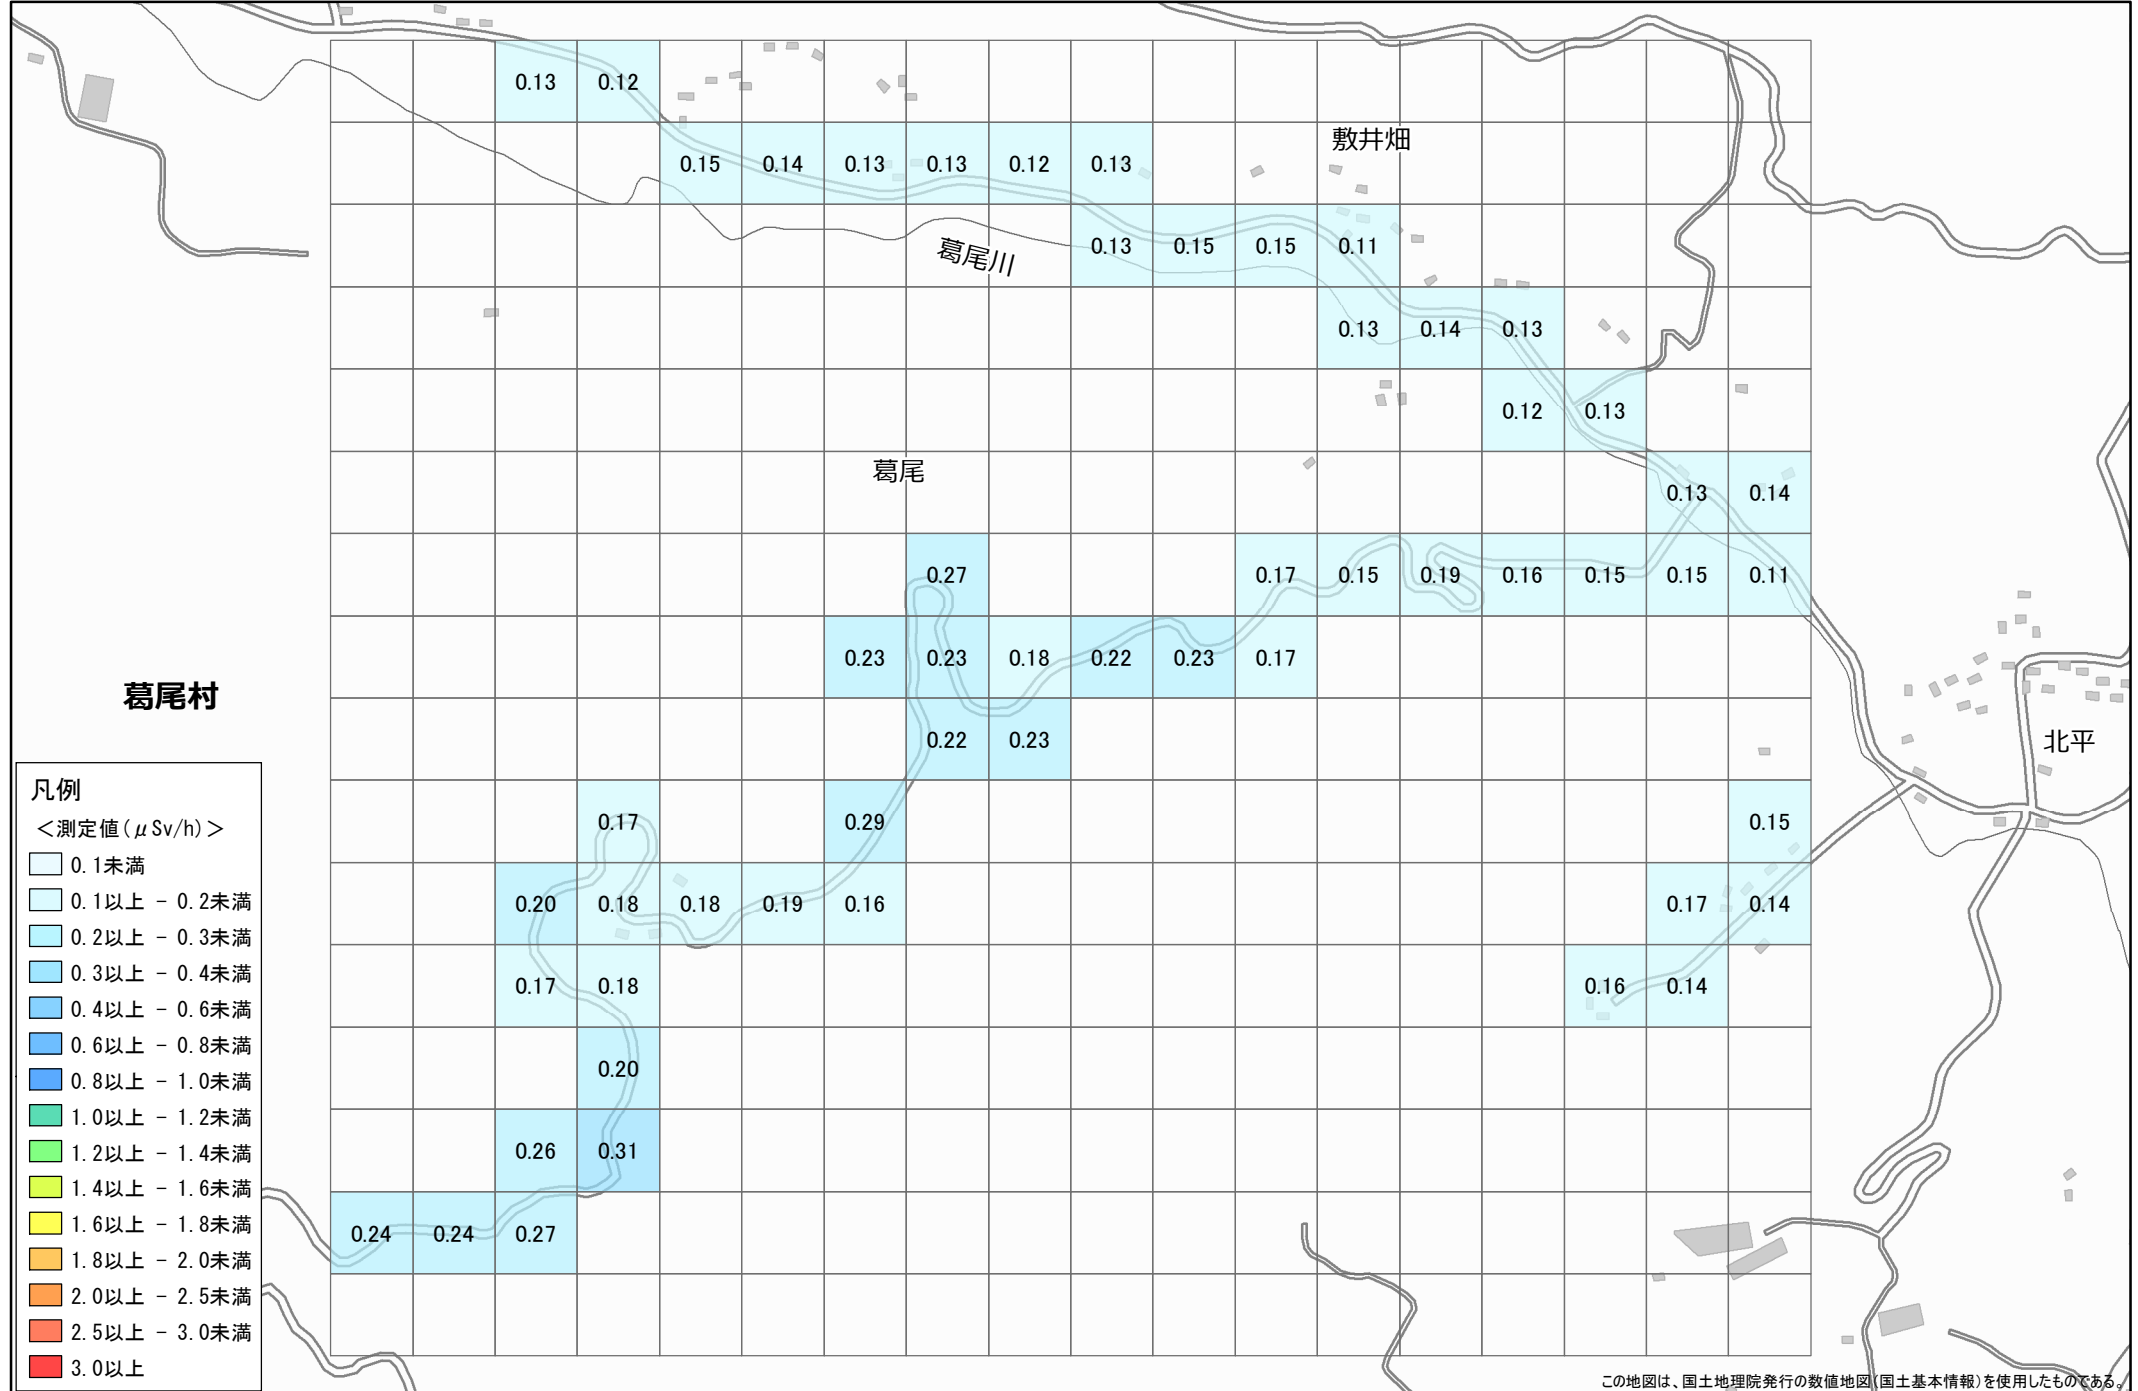 0.13 0.12
敷井畑
0.15 0.14 0.13 0.13 0.12 0.13
葛尾川
0.13 0.15 0.15 0.11
0.13 0.14 0.13
0.12 0.13
葛尾
0.13 0.14
0.27 0.17 0.15 0.19 0.16 0.15 0.15 0.11
0.23 0.23 0.18 0.22 0.23 0.17
葛尾村
0.22 0.23
北平
0.17 0.29 0.15
0.20 0.18 0.18 0.19 0.16 0.17 0.14
0.17 0.18 0.16 0.14
0.20
0.26 0.31
0.24 0.24 0.27
凡例
＜測定値(μSv/h)＞
0.1未満
0.1以上 － 0.2未満
0.2以上 － 0.3未満
0.3以上 － 0.4未満
0.4以上 － 0.6未満
0.6以上 － 0.8未満
0.8以上 － 1.0未満
1.0以上 － 1.2未満
1.2以上 － 1.4未満
1.4以上 － 1.6未満
1.6以上 － 1.8未満
1.8以上 － 2.0未満
2.0以上 － 2.5未満
2.5以上 － 3.0未満
3.0以上
この地図は、国土地理院発行の数値地図(国土基本情報)を使用したものである。